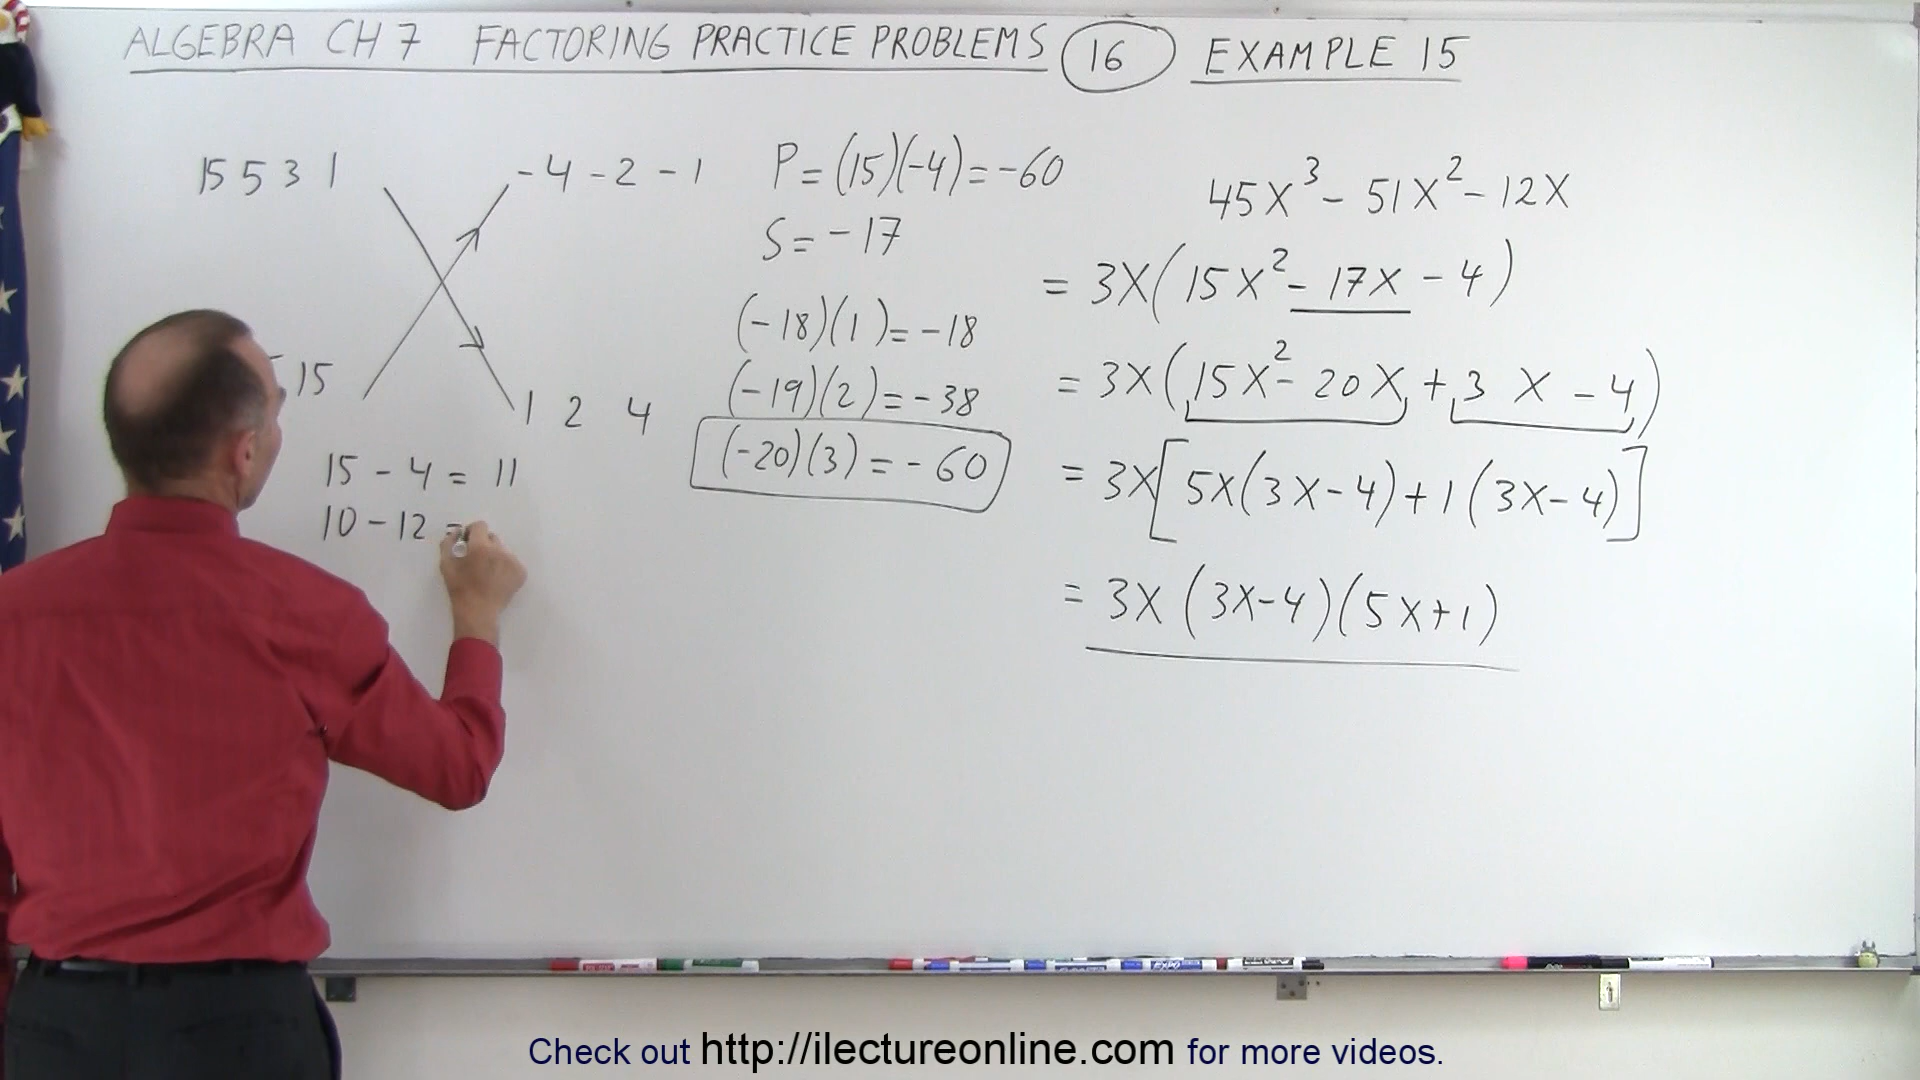 ALGEBRA CH 7 FACTORING PRACTICE PROBLEMS 16 EXAMPLE 15
15 5 3 1 -4 -2 -1
15
1 2 4
15 - 4 = 11
10 - 12 =
P = (15)(-4) = -60
S = -17
(-18)(1) = -18
(-19)(2) = -38
(-20)(3) = -60
45X³ - 51X² - 12X
= 3X(15X² - 17X - 4)
= 3X(15X² - 20X + 3X - 4)
= 3X[5X(3X-4)+1(3X-4)]
= 3X(3X-4)(5X+1)
Check out http://ilectureonline.com for more videos.